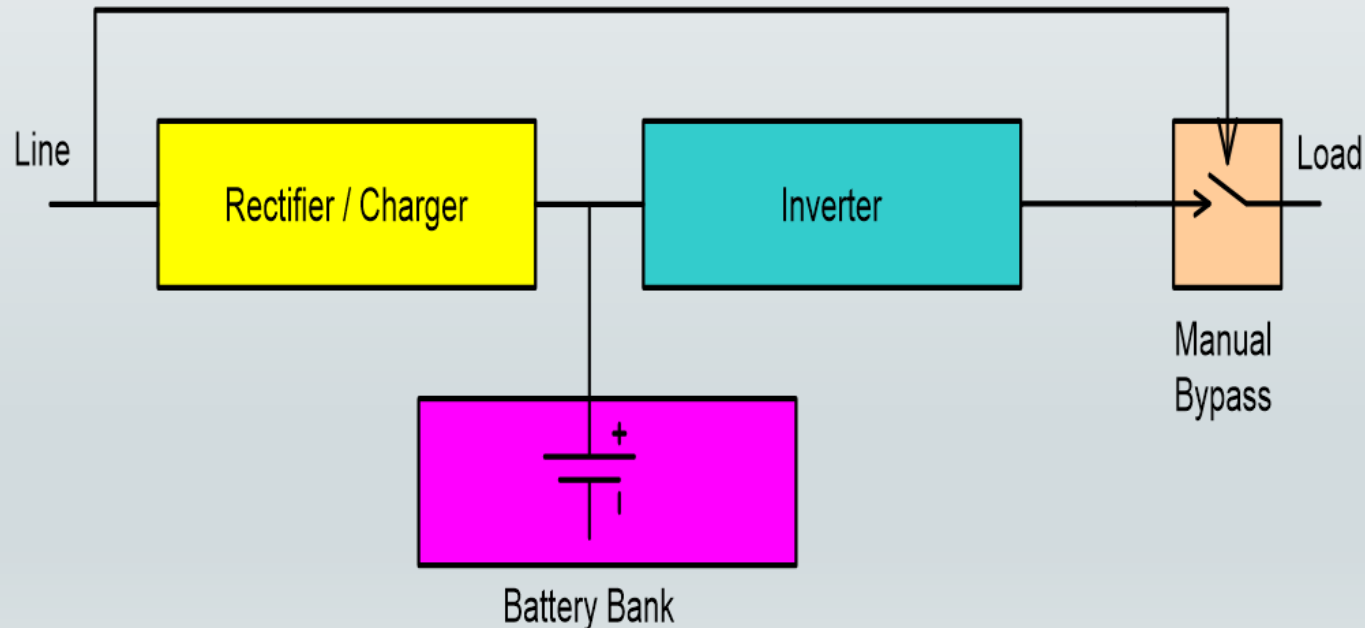 Line
Rectifier / Charger
Inverter
Load
Manual
Bypass
+
-
Battery Bank